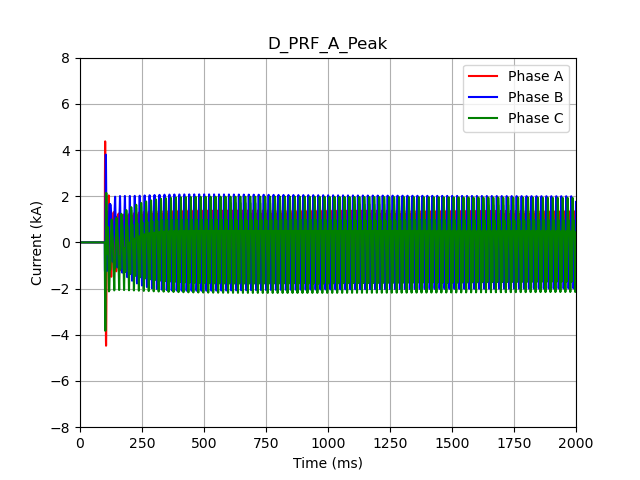 D_PRF_A_Peak
Phase A
Phase B
Phase C
8
6
4
2
0
−2
−4
−6
−8
Current (kA)
0 250 500 750 1000 1250 1500 1750 2000
Time (ms)